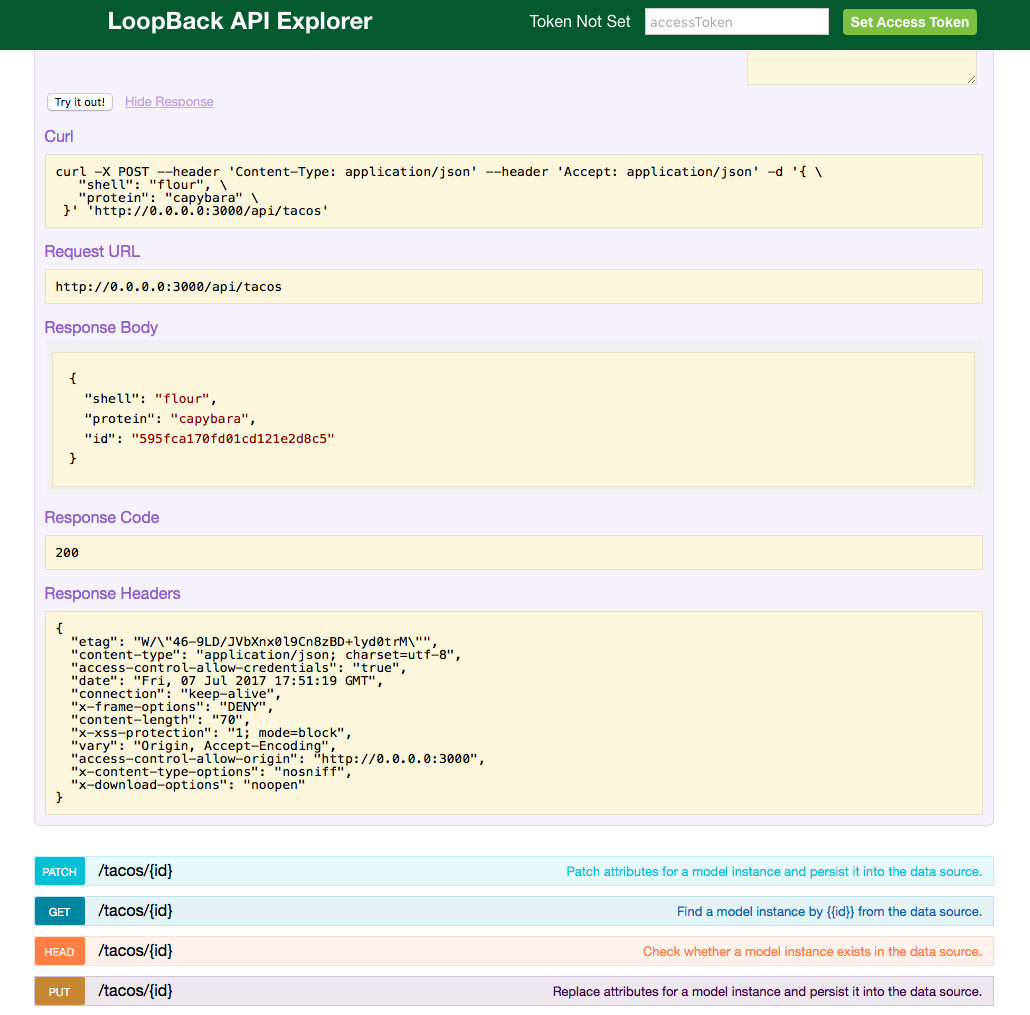 LoopBack API Explorer
Token Not Set
accessToken
Set Access Token
Try it out!
Hide Response
Curl
curl -X POST --header 'Content-Type: application/json' --header 'Accept: application/json' -d '{ \
"shell": "flour", \
"protein": "capybara" \
}' 'http://0.0.0.0:3000/api/tacos'
Request URL
http://0.0.0.0:3000/api/tacos
Response Body
{
"shell": "flour",
"protein": "capybara",
"id": "595fca170fd01cd121e2d8c5"
}
Response Code
200
Response Headers
{
"etag": "W/\"46-9LD/JVbXnx0l9Cn8zBD+lyd0trM\"",
"content-type": "application/json; charset=utf-8",
"access-control-allow-credentials": "true",
"date": "Fri, 07 Jul 2017 17:51:19 GMT",
"connection": "keep-alive",
"x-frame-options": "DENY",
"content-length": "70",
"x-xss-protection": "1; mode=block",
"vary": "Origin, Accept-Encoding",
"access-control-allow-origin": "http://0.0.0.0:3000",
"x-content-type-options": "nosniff",
"x-download-options": "noopen"
}
PATCH /tacos/{id} Patch attributes for a model instance and persist it into the data source.
GET /tacos/{id} Find a model instance by {{id}} from the data source.
HEAD /tacos/{id} Check whether a model instance exists in the data source.
PUT /tacos/{id} Replace attributes for a model instance and persist it into the data source.